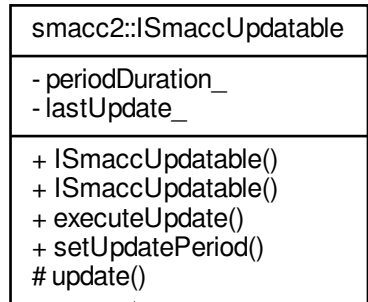 smacc2::ISmaccUpdatable
- periodDuration_
- lastUpdate_
+ ISmaccUpdatable()
+ ISmaccUpdatable()
+ executeUpdate()
+ setUpdatePeriod()
# update()